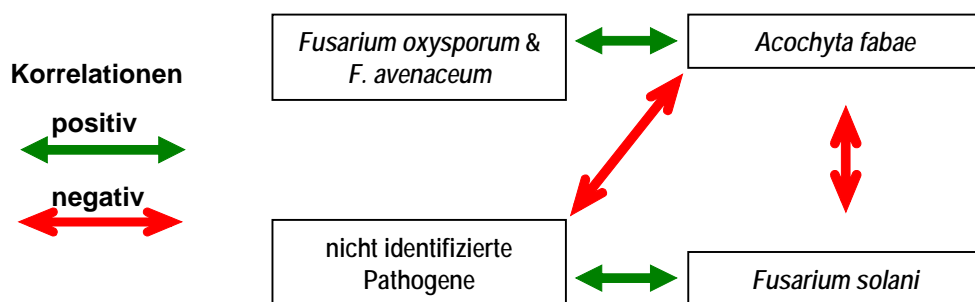 Korrelationen
positiv
negativ
Fusarium oxysporum &
F. avenaceum
Acochyta fabae
nicht identifizierte
Pathogene
Fusarium solani